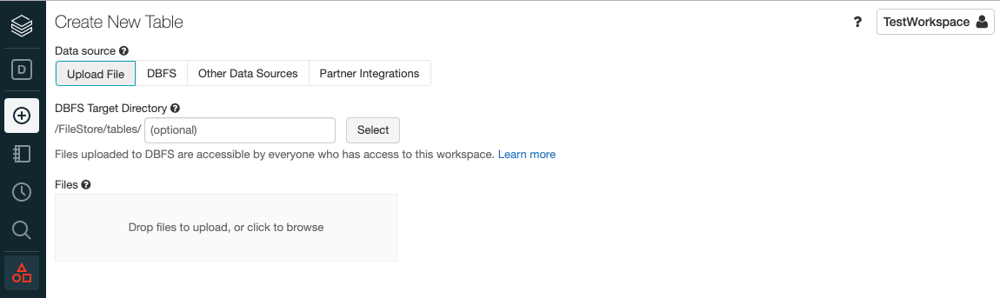 Create New Table
?
TestWorkspace
Data source ?
Upload File
DBFS
Other Data Sources
Partner Integrations
D
DBFS Target Directory ?
/FileStore/tables/
(optional)
Select
Files uploaded to DBFS are accessible by everyone who has access to this workspace. Learn more
Files ?
Drop files to upload, or click to browse